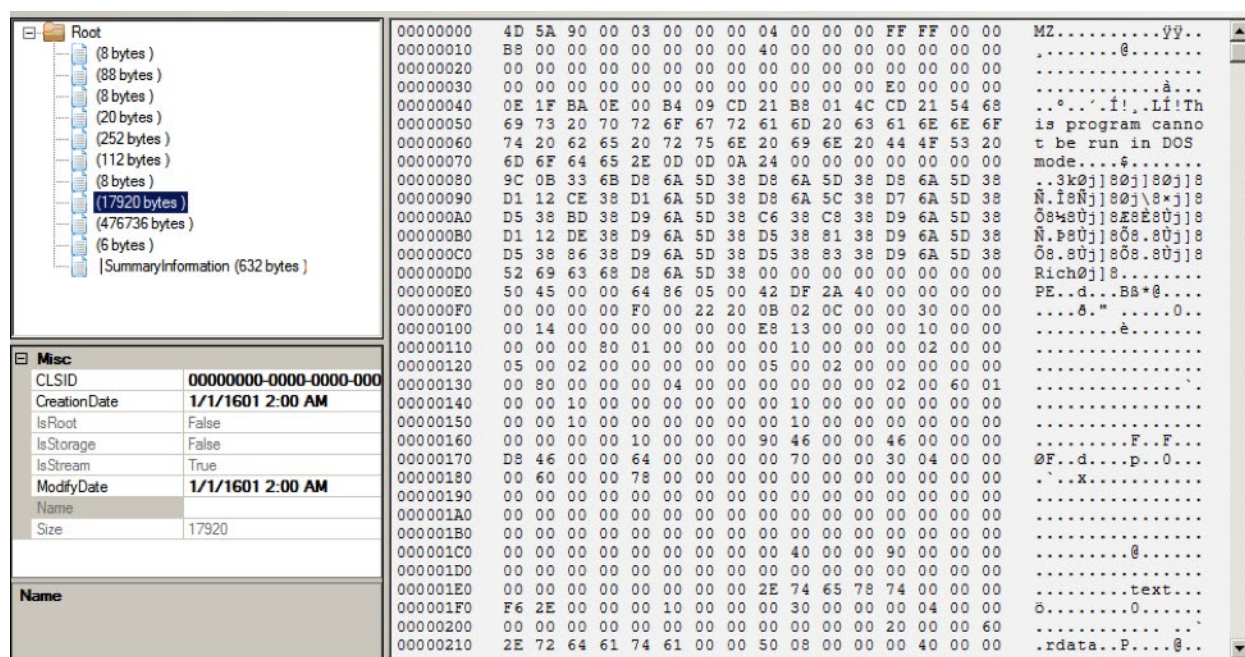 Root
(8 bytes )
(88 bytes )
(8 bytes )
(20 bytes )
(252 bytes )
(112 bytes )
(8 bytes )
(17920 bytes )
(476736 bytes )
(6 bytes )
|SummaryInformation (632 bytes )
Misc
CLSID 00000000-0000-0000-000
CreationDate 1/1/1601 2:00 AM
IsRoot False
IsStorage False
IsStream True
ModifyDate 1/1/1601 2:00 AM
Name
Size 17920
Name
00000000 4D 5A 90 00 03 00 00 00 04 00 00 00 FF FF 00 00 MZ..........ÿÿ..
00000010 B8 00 00 00 00 00 00 00 40 00 00 00 00 00 00 00 ¸.......@.......
00000020 00 00 00 00 00 00 00 00 00 00 00 00 00 00 00 00 ................
00000030 00 00 00 00 00 00 00 00 00 00 00 00 E0 00 00 00 ............à...
00000040 0E 1F BA 0E 00 B4 09 CD 21 B8 01 4C CD 21 54 68 ..º..´.Í!¸.LÍ!Th
00000050 69 73 20 70 72 6F 67 72 61 6D 20 63 61 6E 6E 6F is program canno
00000060 74 20 62 65 20 72 75 6E 20 69 6E 20 44 4F 53 20 t be run in DOS
00000070 6D 6F 64 65 2E 0D 0D 0A 24 00 00 00 00 00 00 00 mode....$.......
00000080 9C 0B 33 6B D8 6A 5D 38 D8 6A 5D 38 D8 6A 5D 38 ..3kØj]8Øj]8Øj]8
00000090 D1 12 CE 38 D1 6A 5D 38 D8 6A 5C 38 D7 6A 5D 38 Ñ.Î8Ñj]8Øj\8×j]8
000000A0 D5 38 BD 38 D9 6A 5D 38 C6 38 C8 38 D9 6A 5D 38 Õ8½8Ùj]8Æ8È8Ùj]8
000000B0 D1 12 DE 38 D9 6A 5D 38 D5 38 81 38 D9 6A 5D 38 Ñ.Þ8Ùj]8Õ8.8Ùj]8
000000C0 D5 38 86 38 D9 6A 5D 38 D5 38 83 38 D9 6A 5D 38 Õ8.8Ùj]8Õ8.8Ùj]8
000000D0 52 69 63 68 D8 6A 5D 38 00 00 00 00 00 00 00 00 RichØj]8........
000000E0 50 45 00 00 64 86 05 00 42 DF 2A 40 00 00 00 00 PE..d...Bß*@....
000000F0 00 00 00 00 F0 00 22 20 0B 02 0C 00 00 30 00 00 ....ð." .....0..
00000100 00 14 00 00 00 00 00 00 E8 13 00 00 00 10 00 00 ........è.......
00000110 00 00 00 80 01 00 00 00 00 10 00 00 00 02 00 00 ................
00000120 05 00 02 00 00 00 00 00 05 00 02 00 00 00 00 00 ................
00000130 00 80 00 00 00 04 00 00 00 00 00 00 02 00 60 01 ..............`.
00000140 00 00 10 00 00 00 00 00 00 10 00 00 00 00 00 00 ................
00000150 00 00 10 00 00 00 00 00 00 10 00 00 00 00 00 00 ................
00000160 00 00 00 00 10 00 00 00 90 46 00 00 46 00 00 00 .........F..F...
00000170 D8 46 00 00 64 00 00 00 00 70 00 00 30 04 00 00 ØF..d....p..0...
00000180 00 60 00 00 78 00 00 00 00 00 00 00 00 00 00 00 .`..x...........
00000190 00 00 00 00 00 00 00 00 00 00 00 00 00 00 00 00 ................
000001A0 00 00 00 00 00 00 00 00 00 00 00 00 00 00 00 00 ................
000001B0 00 00 00 00 00 00 00 00 00 00 00 00 00 00 00 00 ................
000001C0 00 00 00 00 00 00 00 00 00 40 00 00 90 00 00 00 .........@......
000001D0 00 00 00 00 00 00 00 00 00 00 00 00 00 00 00 00 ................
000001E0 00 00 00 00 00 00 00 00 2E 74 65 78 74 00 00 00 .........text...
000001F0 F6 2E 00 00 00 10 00 00 00 30 00 00 00 04 00 00 ö........0......
00000200 00 00 00 00 00 00 00 00 00 00 00 00 20 00 00 60 ............ ..`
00000210 2E 72 64 61 74 61 00 00 50 08 00 00 00 40 00 00 .rdata..P....@..